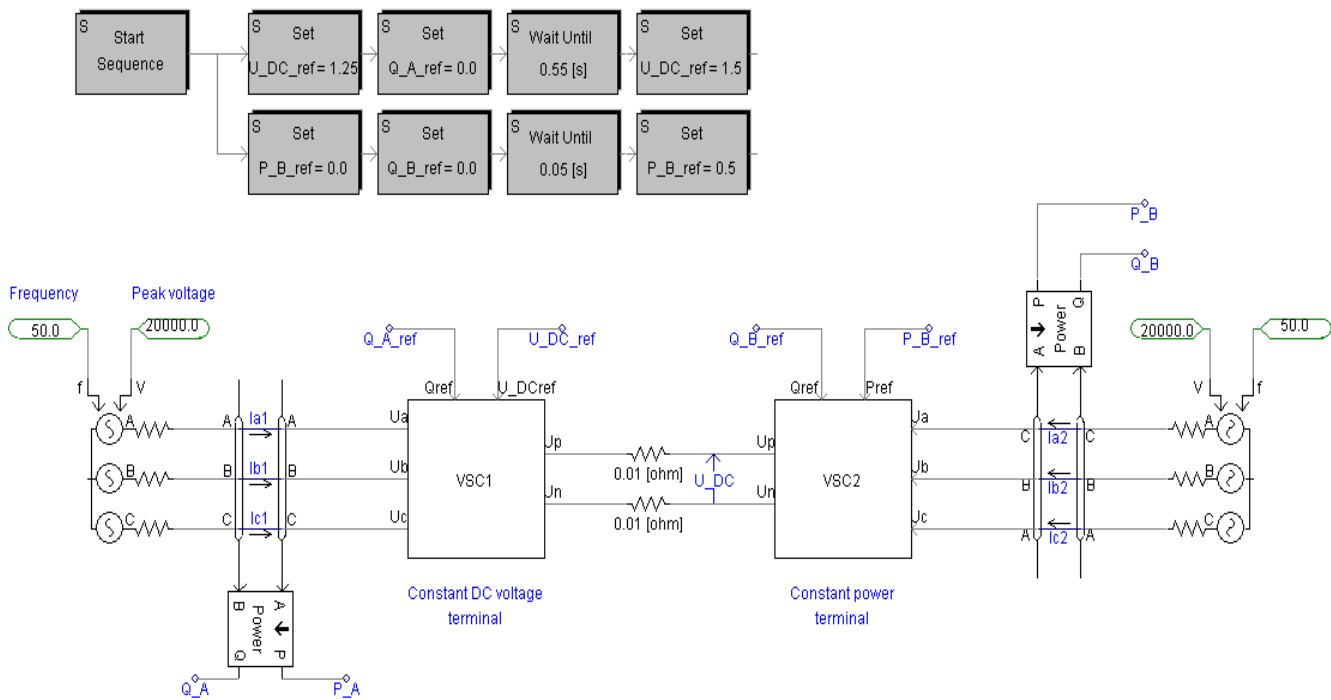 S
Start
Sequence
S
Set
U_DC_ref = 1.25
S
Set
Q_A_ref = 0.0
S
Wait Until
0.55 [s]
S
Set
U_DC_ref = 1.5
S
Set
P_B_ref = 0.0
S
Set
Q_B_ref = 0.0
S
Wait Until
0.05 [s]
S
Set
P_B_ref = 0.5
P_B
Q_B
Frequency
Peak voltage
50.0
20000.0
Q_A_ref
U_DC_ref
Q_B_ref
P_B_ref
P Q
Power
A B
20000.0
50.0
f
V
Qref
U_DCref
Qref
Pref
V
f
A
A
Ia1
A
Ua
Up
Up
Ua
C
Ia2
C
A
0.01 [ohm]
B
B
Ib1
B
Ub
VSC1
U_DC
VSC2
Ub
B
Ib2
B
B
Un
Un
0.01 [ohm]
C
C
Ic1
C
Uc
Uc
A
Ic2
A
C
Constant DC voltage
terminal
Constant power
terminal
B A
Power
Q P
Q_A
P_A